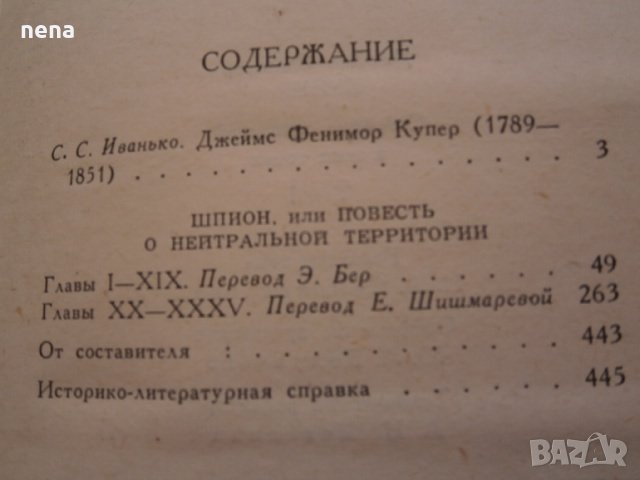 nena
СОДЕРЖАНИЕ
С. С. Иванько. Джеймс Фенимор Купер (1789—
1851) . . . . . . . . . . . . . . . 3
ШПИОН, или ПОВЕСТЬ
О НЕЙТРАЛЬНОЙ ТЕРРИТОРИИ
Главы I—XIX. Перевод Э. Бер . . . . . . 49
Главы XX—XXXV. Перевод Е. Шишмаревой 263
От составителя : . . . . . . . . . . . 443
Историко-литературная справка . . . . . . 445
BAZAR